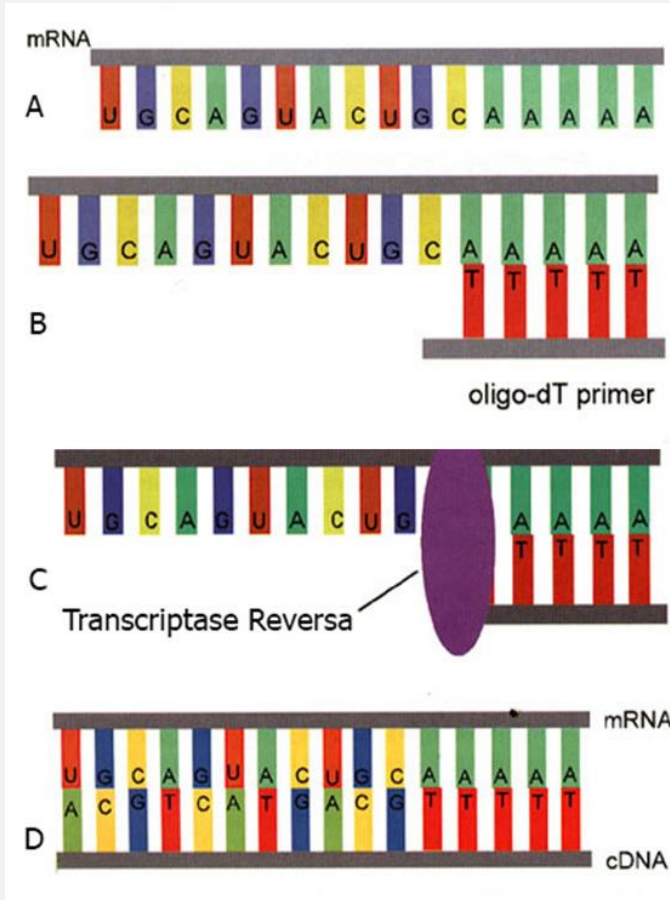 mRNA
A
U G C A G U A C U G C A A A A A
U G C A G U A C U G C A A A A A
T T T T T
B
oligo-dT primer
U G C A G U A C U G A A A A
T T T T
C
Transcriptase Reversa
mRNA
U G C A G U A C U G C A A A A A
A C G T C A T G A C G T T T T T
D
cDNA